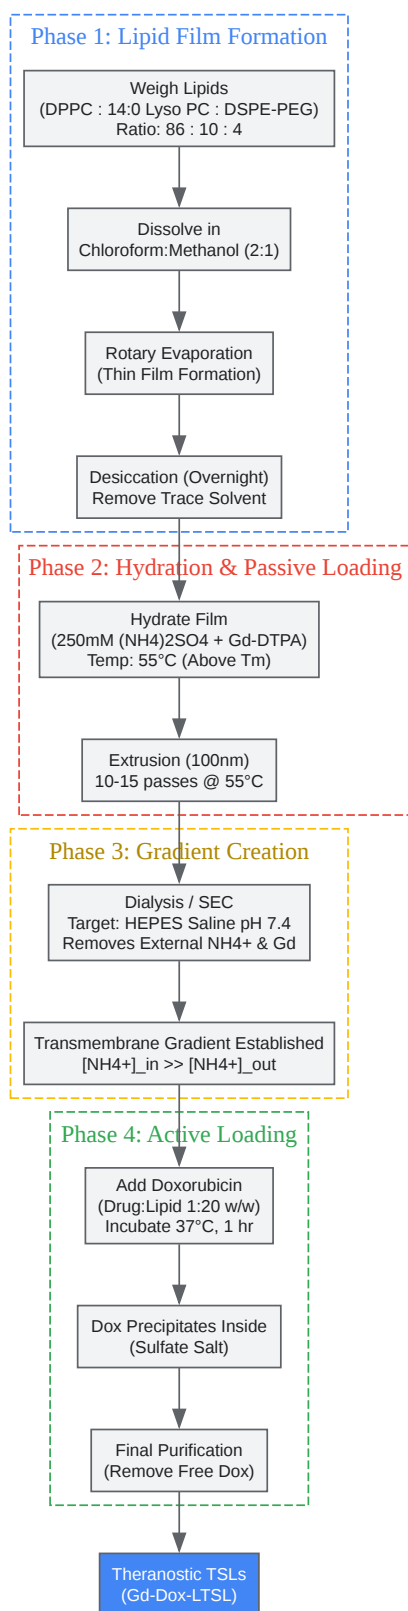 Phase 1: Lipid Film Formation
Weigh Lipids
(DPPC : 14:0 Lyso PC : DSPE-PEG)
Ratio: 86 : 10 : 4
Dissolve in
Chloroform:Methanol (2:1)
Rotary Evaporation
(Thin Film Formation)
Desiccation (Overnight)
Remove Trace Solvent
Phase 2: Hydration & Passive Loading
Hydrate Film
(250mM (NH4)2SO4 + Gd-DTPA)
Temp: 55°C (Above Tm)
Extrusion (100nm)
10-15 passes @ 55°C
Phase 3: Gradient Creation
Dialysis / SEC
Target: HEPES Saline pH 7.4
Removes External NH4+ & Gd
Transmembrane Gradient Established
[NH4+]_in >> [NH4+]_out
Phase 4: Active Loading
Add Doxorubicin
(Drug:Lipid 1:20 w/w)
Incubate 37°C, 1 hr
Dox Precipitates Inside
(Sulfate Salt)
Final Purification
(Remove Free Dox)
Theranostic TSLs
(Gd-Dox-LTSL)